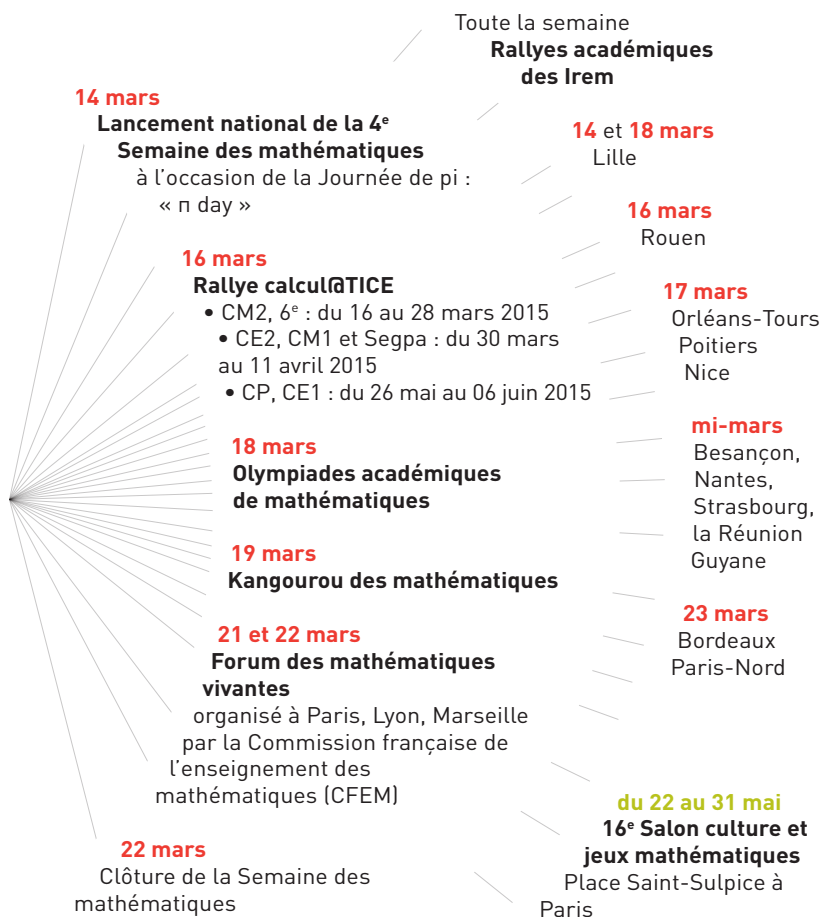 14 mars
Lancement national de la 4e
Semaine des mathématiques
à l'occasion de la Journée de pi :
« π day »
16 mars
Rallye calcul@TICE
• CM2, 6e : du 16 au 28 mars 2015
• CE2, CM1 et Segpa : du 30 mars
au 11 avril 2015
• CP, CE1 : du 26 mai au 06 juin 2015
18 mars
Olympiades académiques
de mathématiques
19 mars
Kangourou des mathématiques
21 et 22 mars
Forum des mathématiques
vivantes
organisé à Paris, Lyon, Marseille
par la Commission française de
l'enseignement des
mathématiques (CFEM)
22 mars
Clôture de la Semaine des
mathématiques
Toute la semaine
Rallyes académiques
des Irem
14 et 18 mars
Lille
16 mars
Rouen
17 mars
Orléans-Tours
Poitiers
Nice
mi-mars
Besançon,
Nantes,
Strasbourg,
la Réunion
Guyane
23 mars
Bordeaux
Paris-Nord
du 22 au 31 mai
16e Salon culture et
jeux mathématiques
Place Saint-Sulpice à
Paris